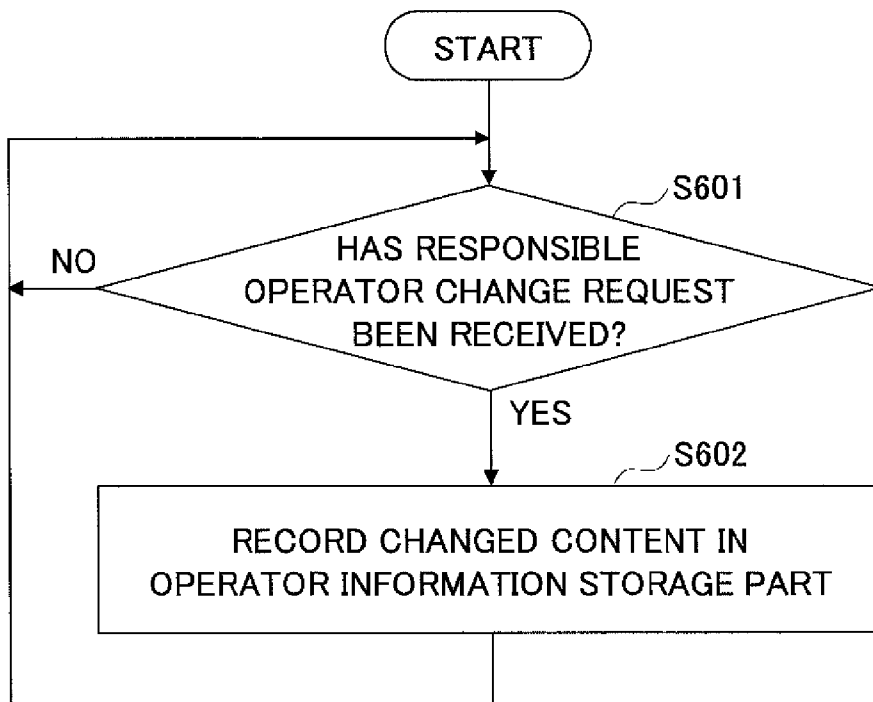 START
S601
HAS RESPONSIBLE
OPERATOR CHANGE REQUEST
BEEN RECEIVED?
NO
YES
S602
RECORD CHANGED CONTENT IN
OPERATOR INFORMATION STORAGE PART